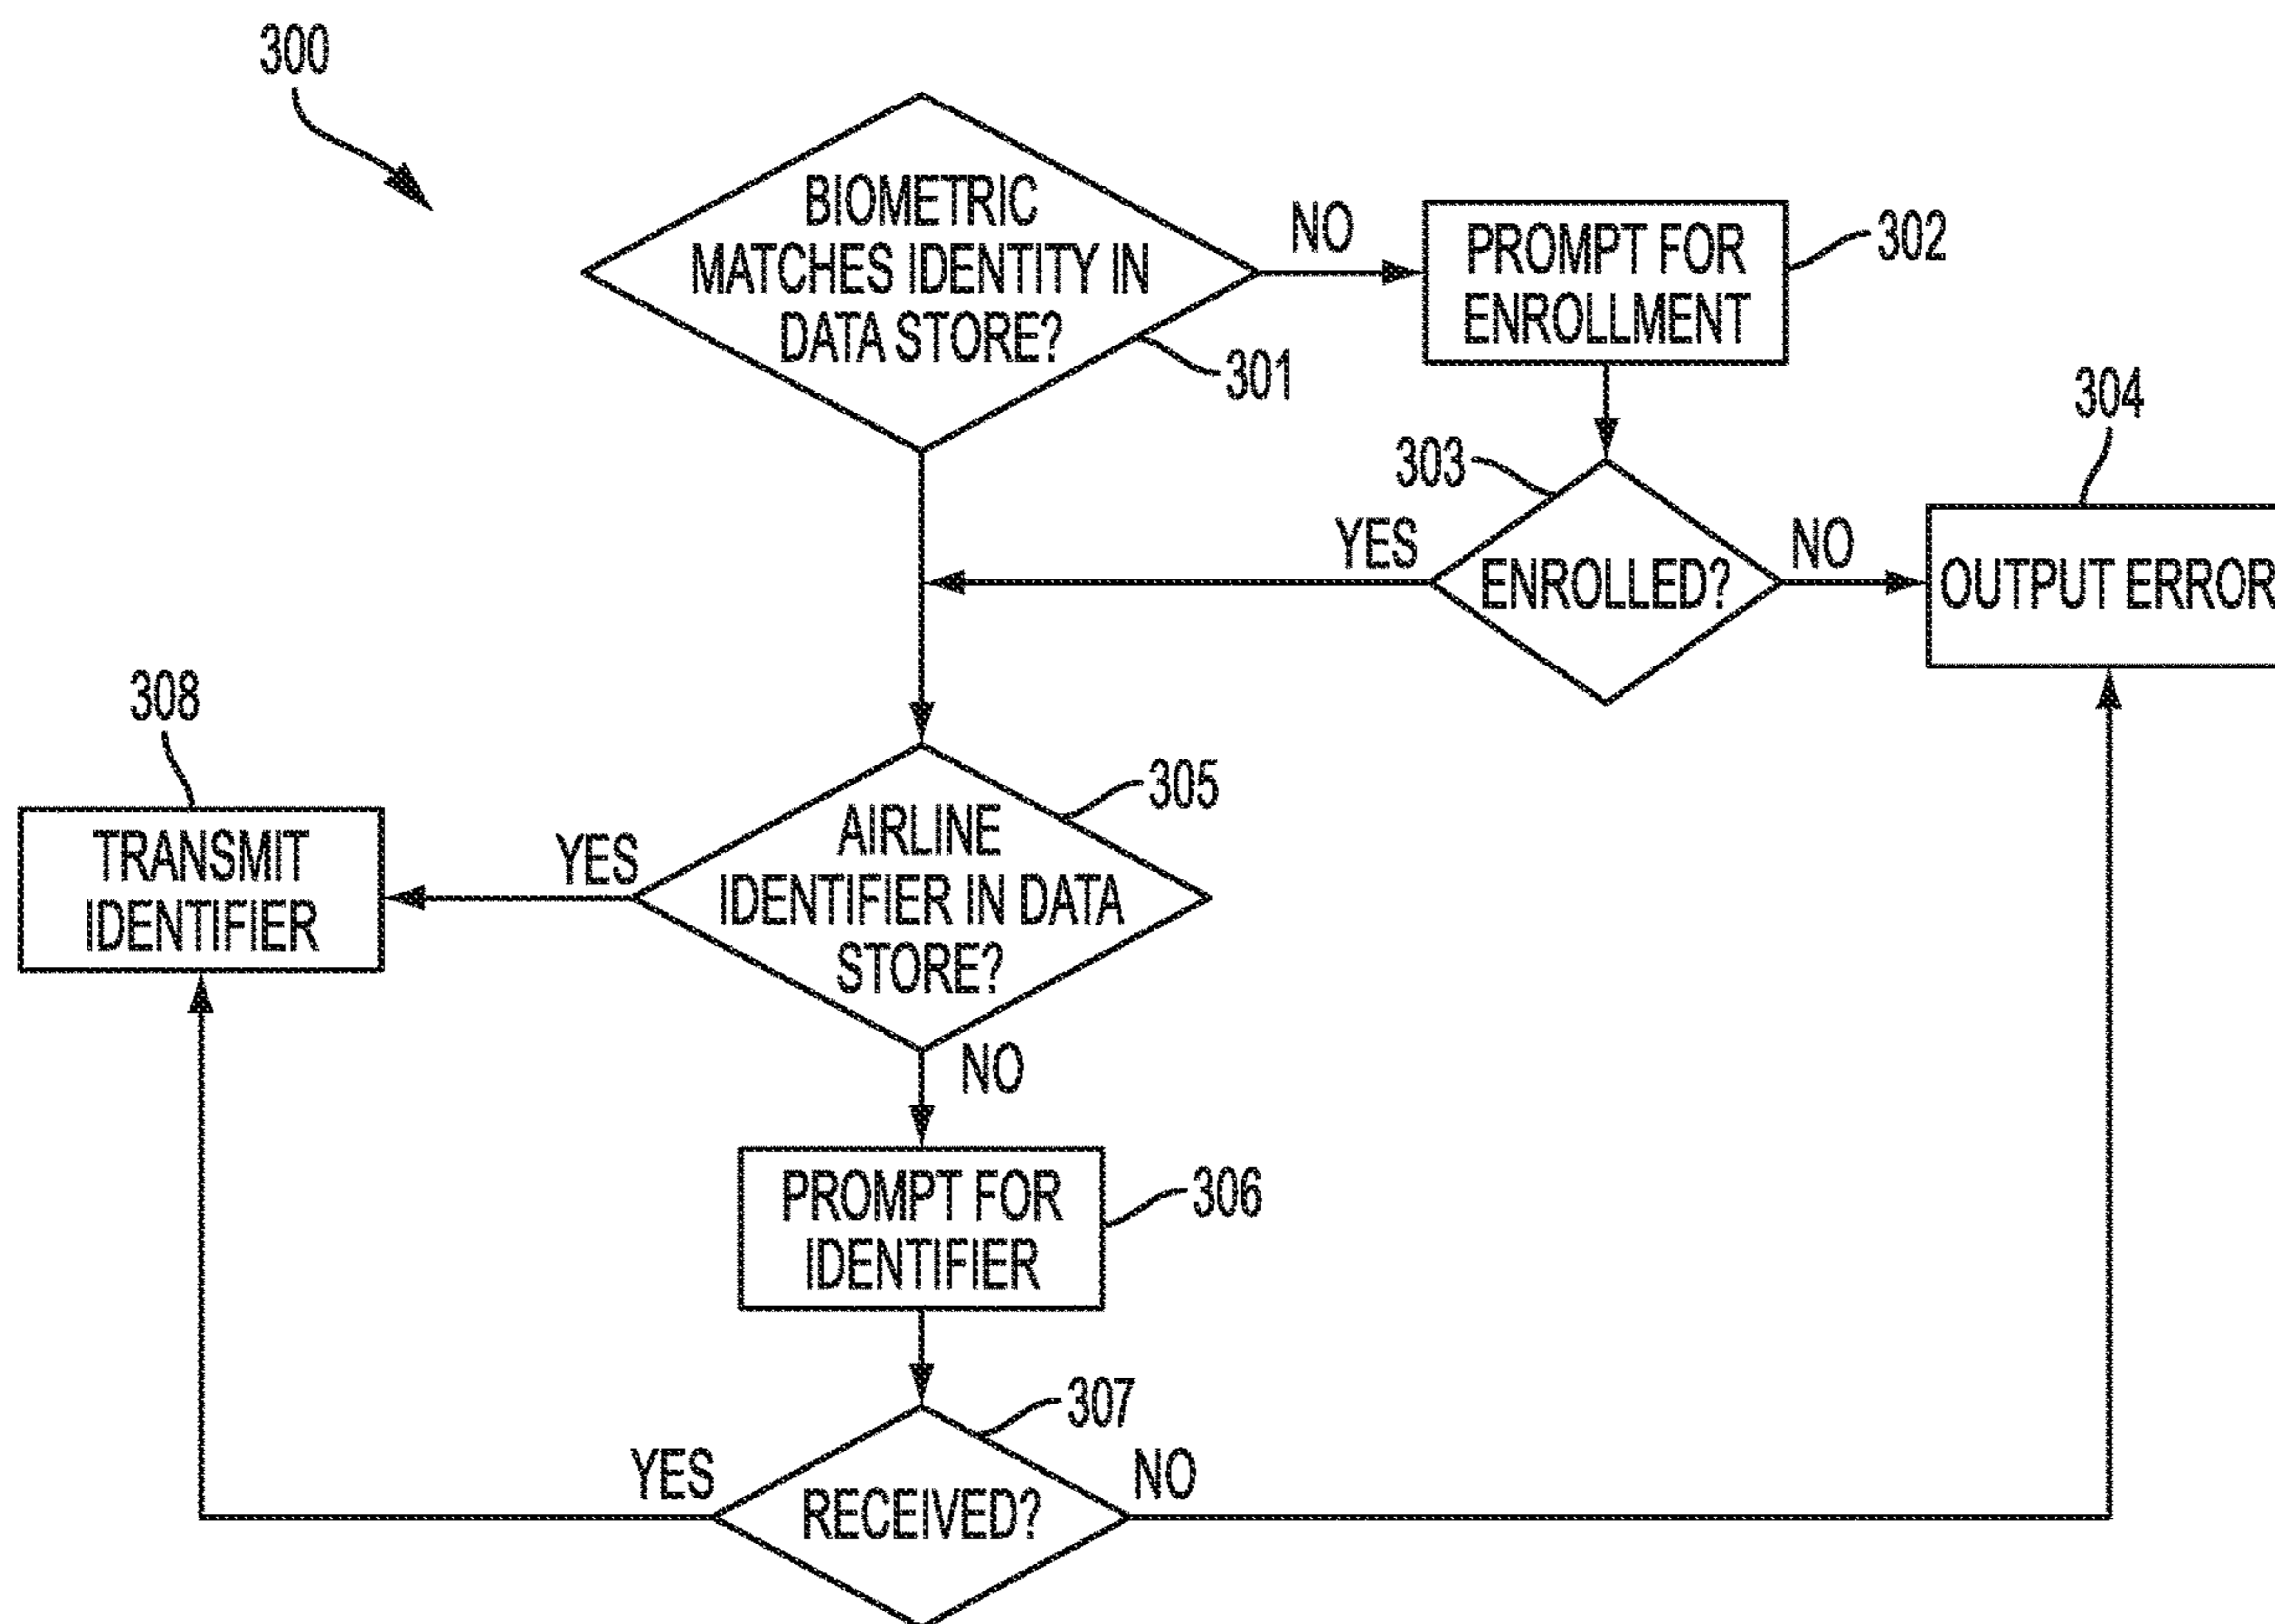 300
BIOMETRIC
MATCHES IDENTITY IN
DATA STORE?
301
NO
PROMPT FOR
ENROLLMENT
302
303
ENROLLED?
YES
NO
304
OUTPUT ERROR
305
AIRLINE
IDENTIFIER IN DATA
STORE?
YES
308
TRANSMIT
IDENTIFIER
NO
PROMPT FOR
IDENTIFIER
306
307
RECEIVED?
YES
NO